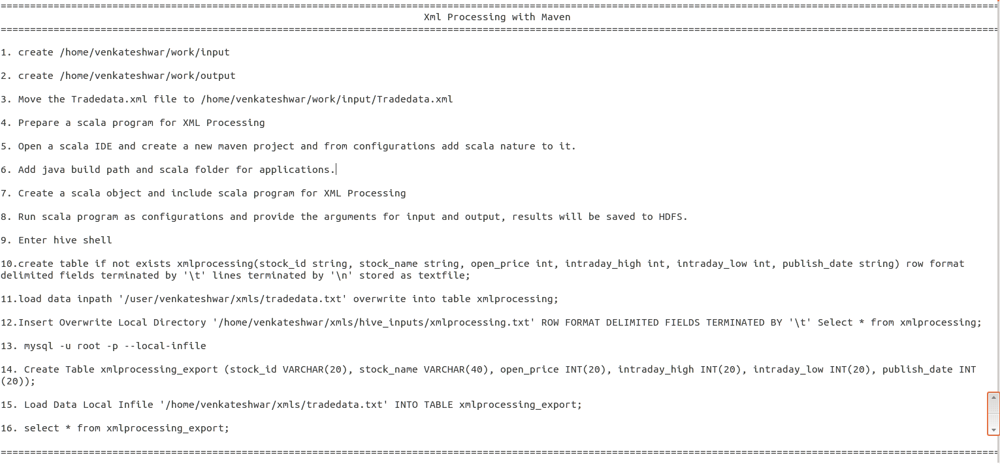 ================================================================================
Xml Processing with Maven
================================================================================
1. create /home/venkateshwar/work/input
2. create /home/venkateshwar/work/output
3. Move the Tradedata.xml file to /home/venkateshwar/work/input/Tradedata.xml
4. Prepare a scala program for XML Processing
5. Open a scala IDE and create a new maven project and from configurations add scala nature to it.
6. Add java build path and scala folder for applications.
7. Create a scala object and include scala program for XML Processing
8. Run scala program as configurations and provide the arguments for input and output, results will be saved to HDFS.
9. Enter hive shell
10.create table if not exists xmlprocessing(stock_id string, stock_name string, open_price int, intraday_high int, intraday_low int, publish_date string) row format
delimited fields terminated by '\t' lines terminated by '\n' stored as textfile;
11.load data inpath '/user/venkateshwar/xmls/tradedata.txt' overwrite into table xmlprocessing;
12.Insert Overwrite Local Directory '/home/venkateshwar/xmls/hive_inputs/xmlprocessing.txt' ROW FORMAT DELIMITED FIELDS TERMINATED BY '\t' Select * from xmlprocessing;
13. mysql -u root -p --local-infile
14. Create Table xmlprocessing_export (stock_id VARCHAR(20), stock_name VARCHAR(40), open_price INT(20), intraday_high INT(20), intraday_low INT(20), publish_date INT
(20));
15. Load Data Local Infile '/home/venkateshwar/xmls/tradedata.txt' INTO TABLE xmlprocessing_export;
16. select * from xmlprocessing_export;
================================================================================